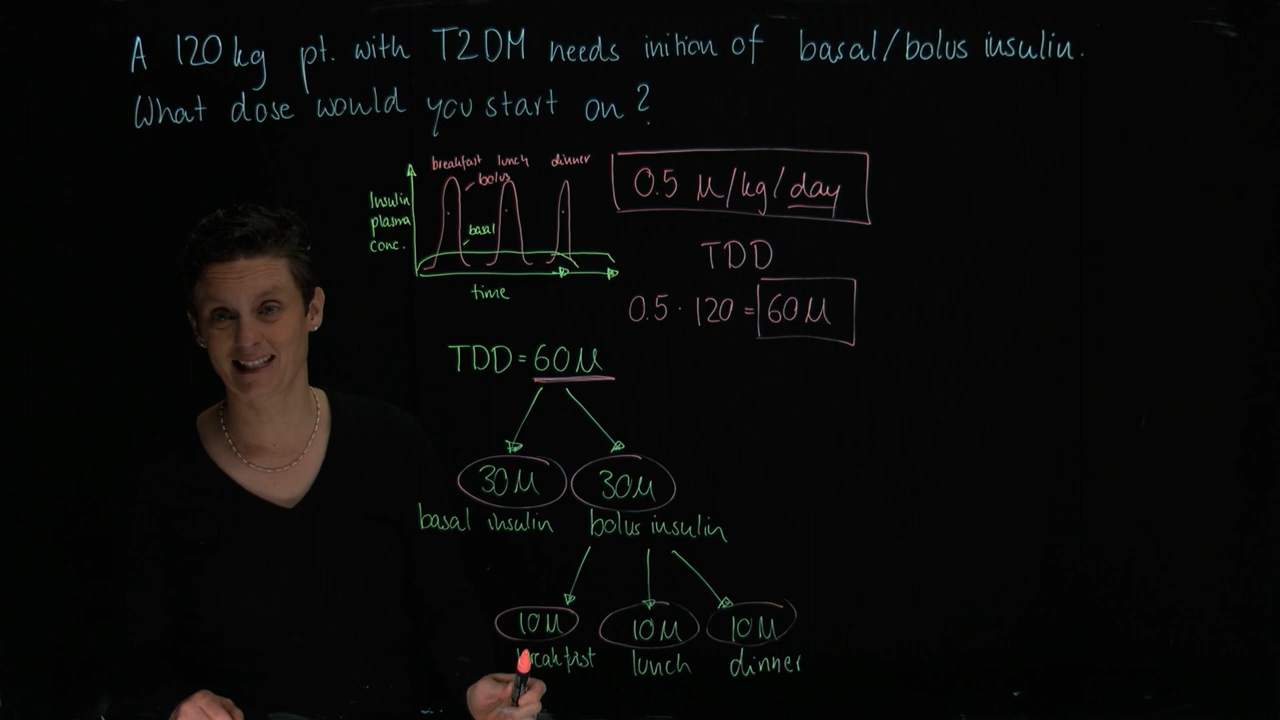 A 120 kg pt. with T2DM needs inition of basal/bolus insulin.
What dose would you start on?
breakfast lunch dinner
bolus
Insulin
plasma
conc.
basal
time
0.5 U/kg/day
TDD
0.5 · 120 = 60U
TDD = 60U
30U 30U
basal insulin bolus insulin
10U 10U 10U
breakfast lunch dinner